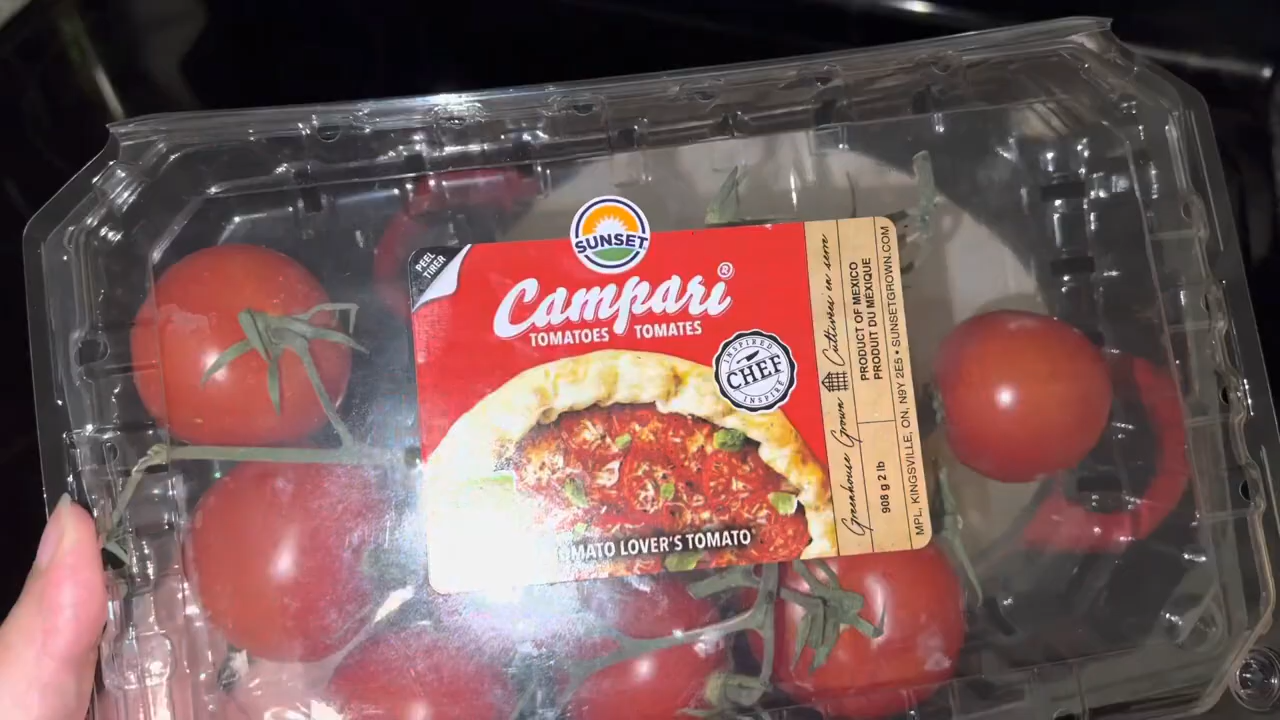 PEEL
TIRER
SUNSET
Campari®
TOMATOES TOMATES
INSPIRED
CHEF
INSPIRÉ
LOVER'S TOMATO
Greenhouse Grown Cultivées en serre
PRODUCT OF MEXICO
PRODUIT DU MEXIQUE
908 g 2 lb
MPL, KINGSVILLE, ON, N9Y 2E5 • SUNSETGROWN.COM